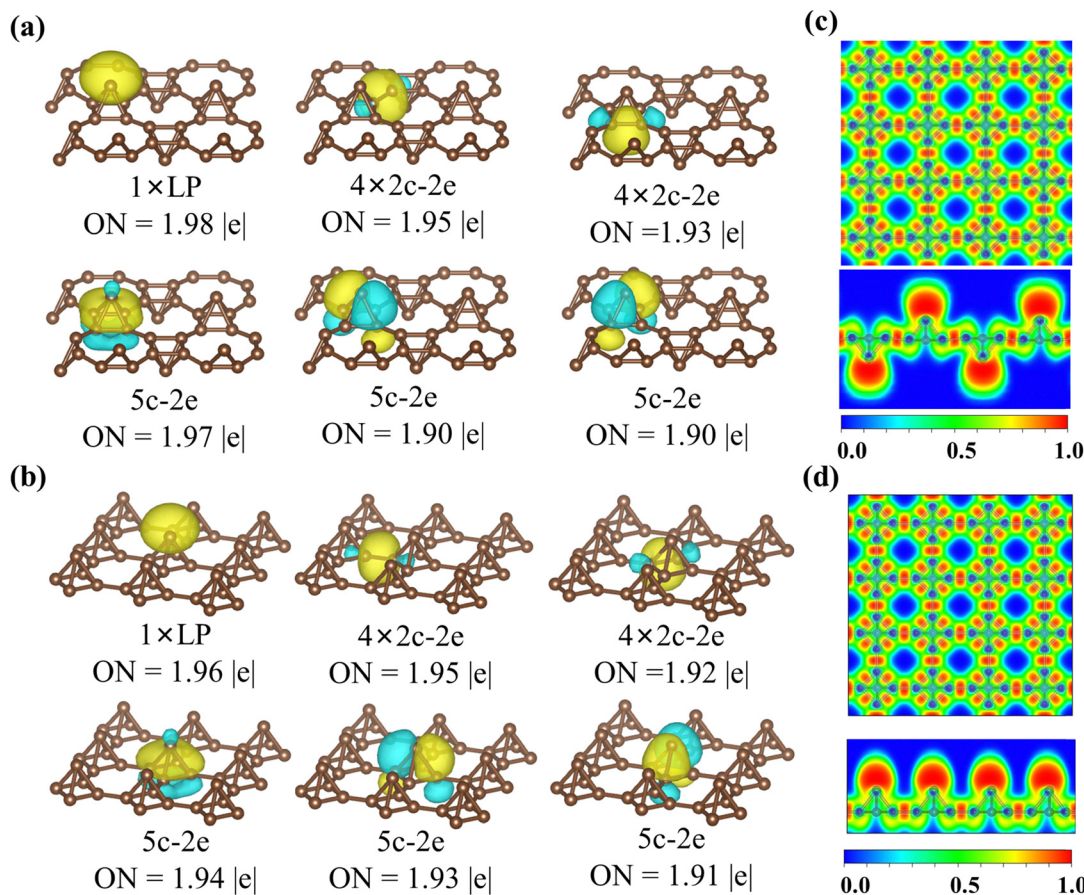 (a)
1×LP
ON = 1.98 |e|
4×2c-2e
ON = 1.95 |e|
4×2c-2e
ON =1.93 |e|
5c-2e
ON = 1.97 |e|
5c-2e
ON = 1.90 |e|
5c-2e
ON = 1.90 |e|
(c)
0.0 0.5 1.0
(b)
1×LP
ON = 1.96 |e|
4×2c-2e
ON = 1.95 |e|
4×2c-2e
ON =1.92 |e|
5c-2e
ON = 1.94 |e|
5c-2e
ON = 1.93 |e|
5c-2e
ON = 1.91 |e|
(d)
0.0 0.5 1.0